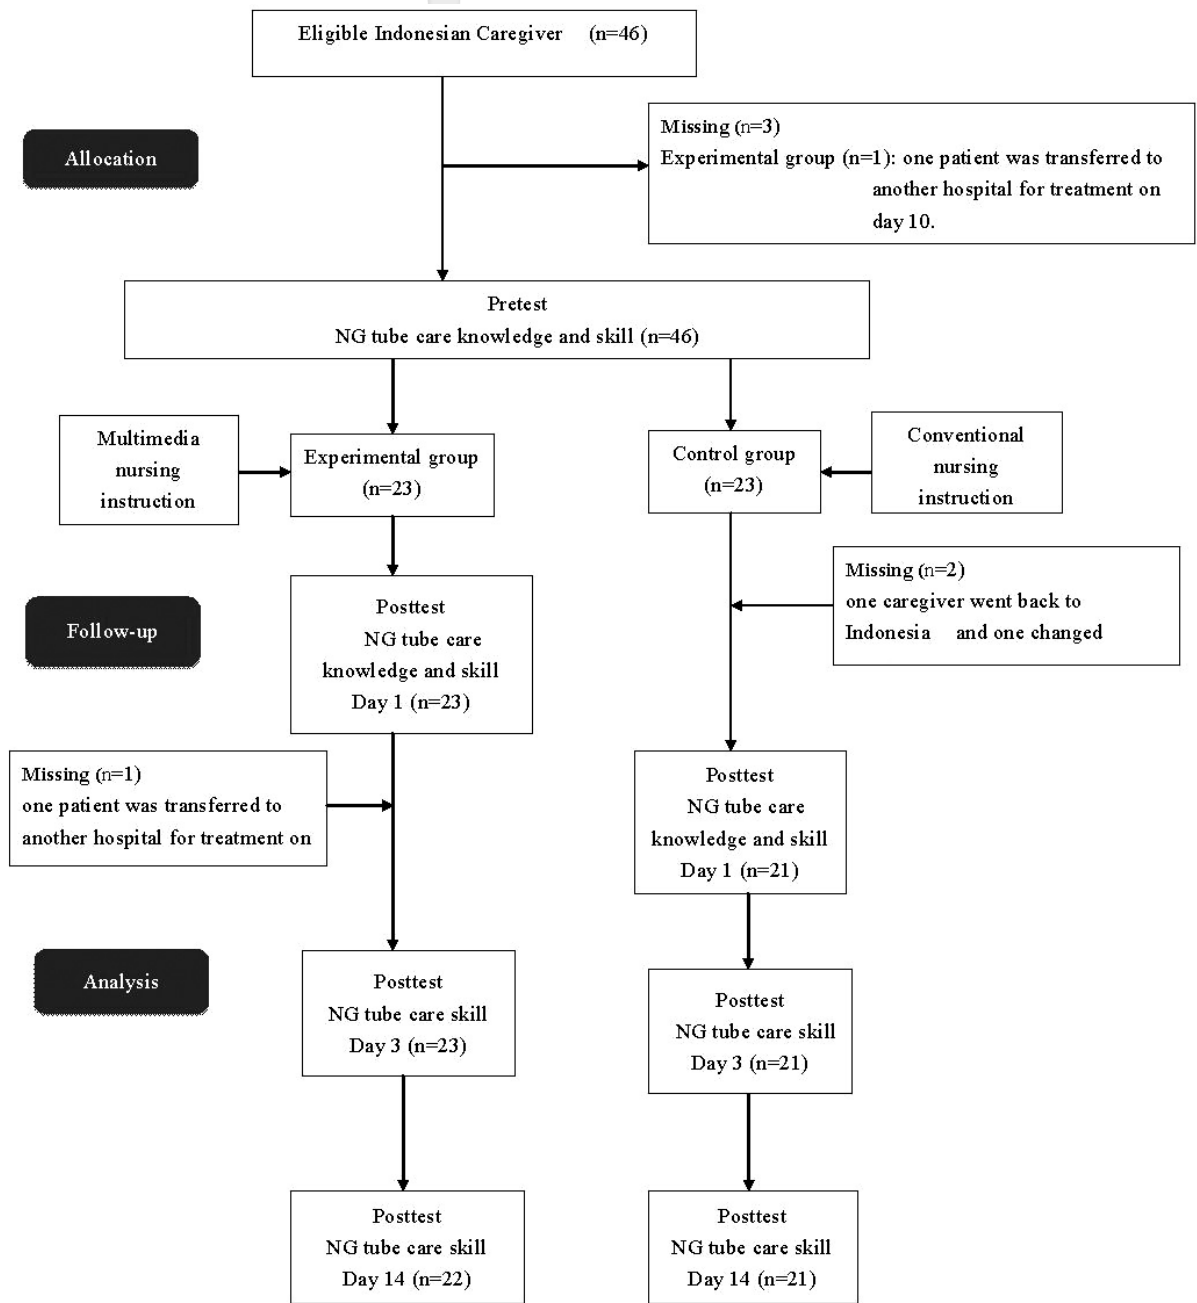 Eligible Indonesian Caregiver (n=46)
Allocation
Missing (n=3)
Experimental group (n=1): one patient was transferred to
another hospital for treatment on
day 10.
Pretest
NG tube care knowledge and skill (n=46)
Multimedia
nursing
instruction
Experimental group
(n=23)
Control group
(n=23)
Conventional
nursing
instruction
Follow-up
Posttest
NG tube care
knowledge and skill
Day 1 (n=23)
Missing (n=2)
one caregiver went back to
Indonesia and one changed
Missing (n=1)
one patient was transferred to
another hospital for treatment on
Posttest
NG tube care
knowledge and skill
Day 1 (n=21)
Analysis
Posttest
NG tube care skill
Day 3 (n=23)
Posttest
NG tube care skill
Day 3 (n=21)
Posttest
NG tube care skill
Day 14 (n=22)
Posttest
NG tube care skill
Day 14 (n=21)